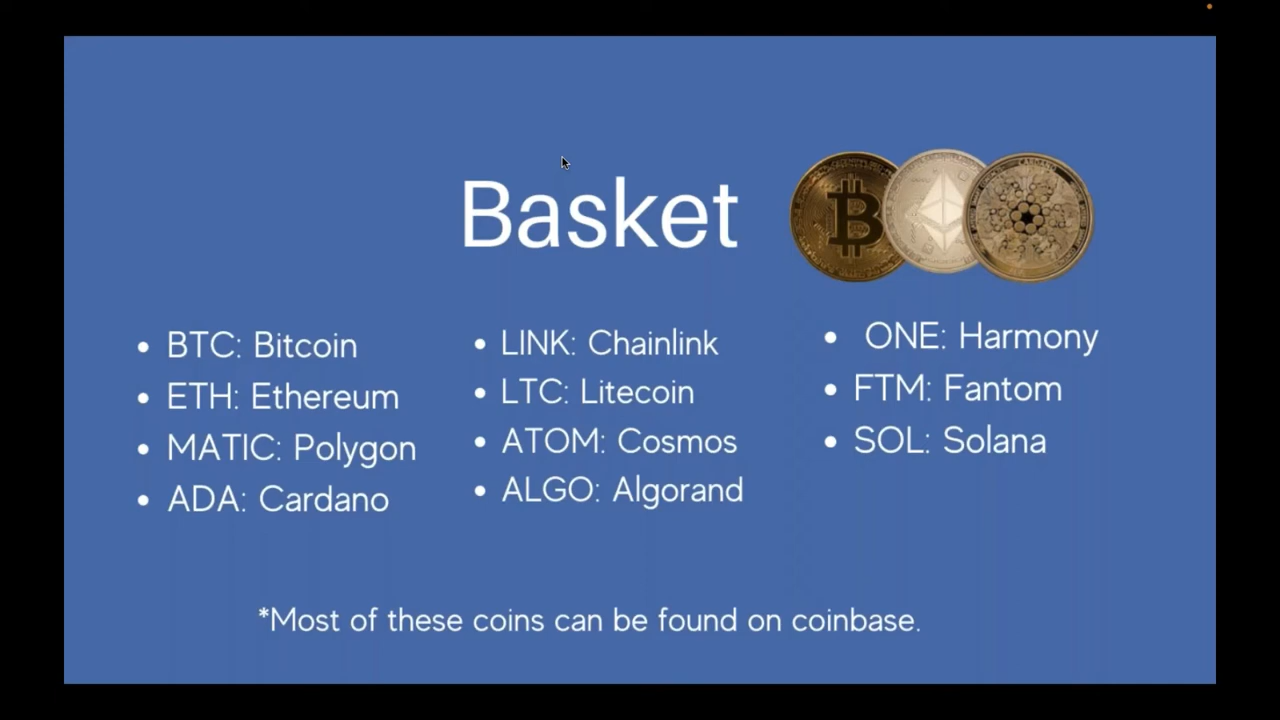 Basket
• BTC: Bitcoin
• ETH: Ethereum
• MATIC: Polygon
• ADA: Cardano
• LINK: Chainlink
• LTC: Litecoin
• ATOM: Cosmos
• ALGO: Algorand
• ONE: Harmony
• FTM: Fantom
• SOL: Solana
*Most of these coins can be found on coinbase.